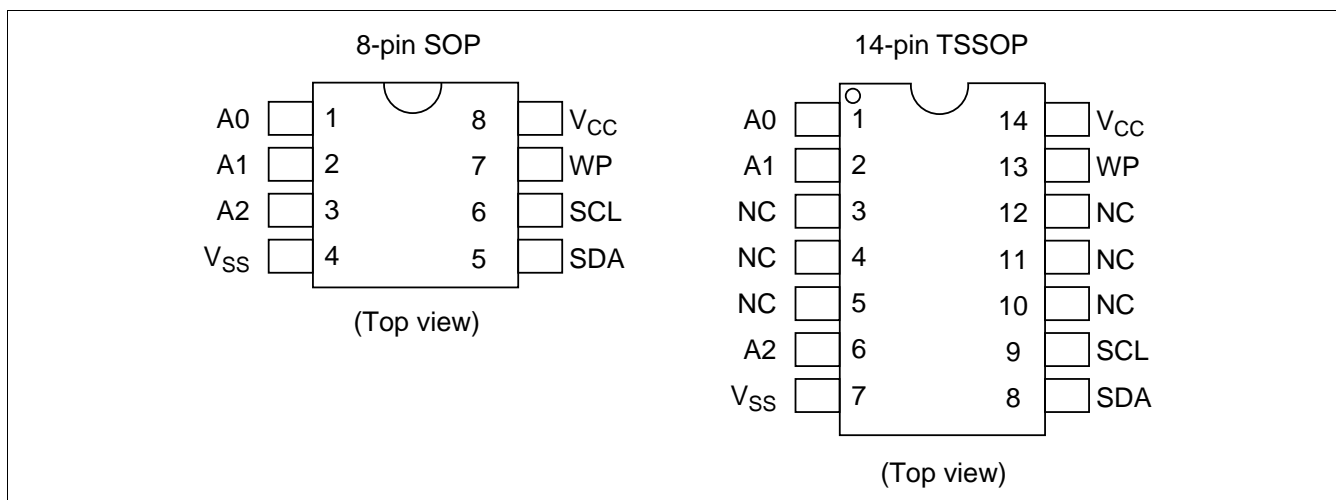 8-pin SOP
A0 1 8 VCC
A1 2 7 WP
A2 3 6 SCL
VSS 4 5 SDA
(Top view)
14-pin TSSOP
A0 1 14 VCC
A1 2 13 WP
NC 3 12 NC
NC 4 11 NC
NC 5 10 NC
A2 6 9 SCL
VSS 7 8 SDA
(Top view)